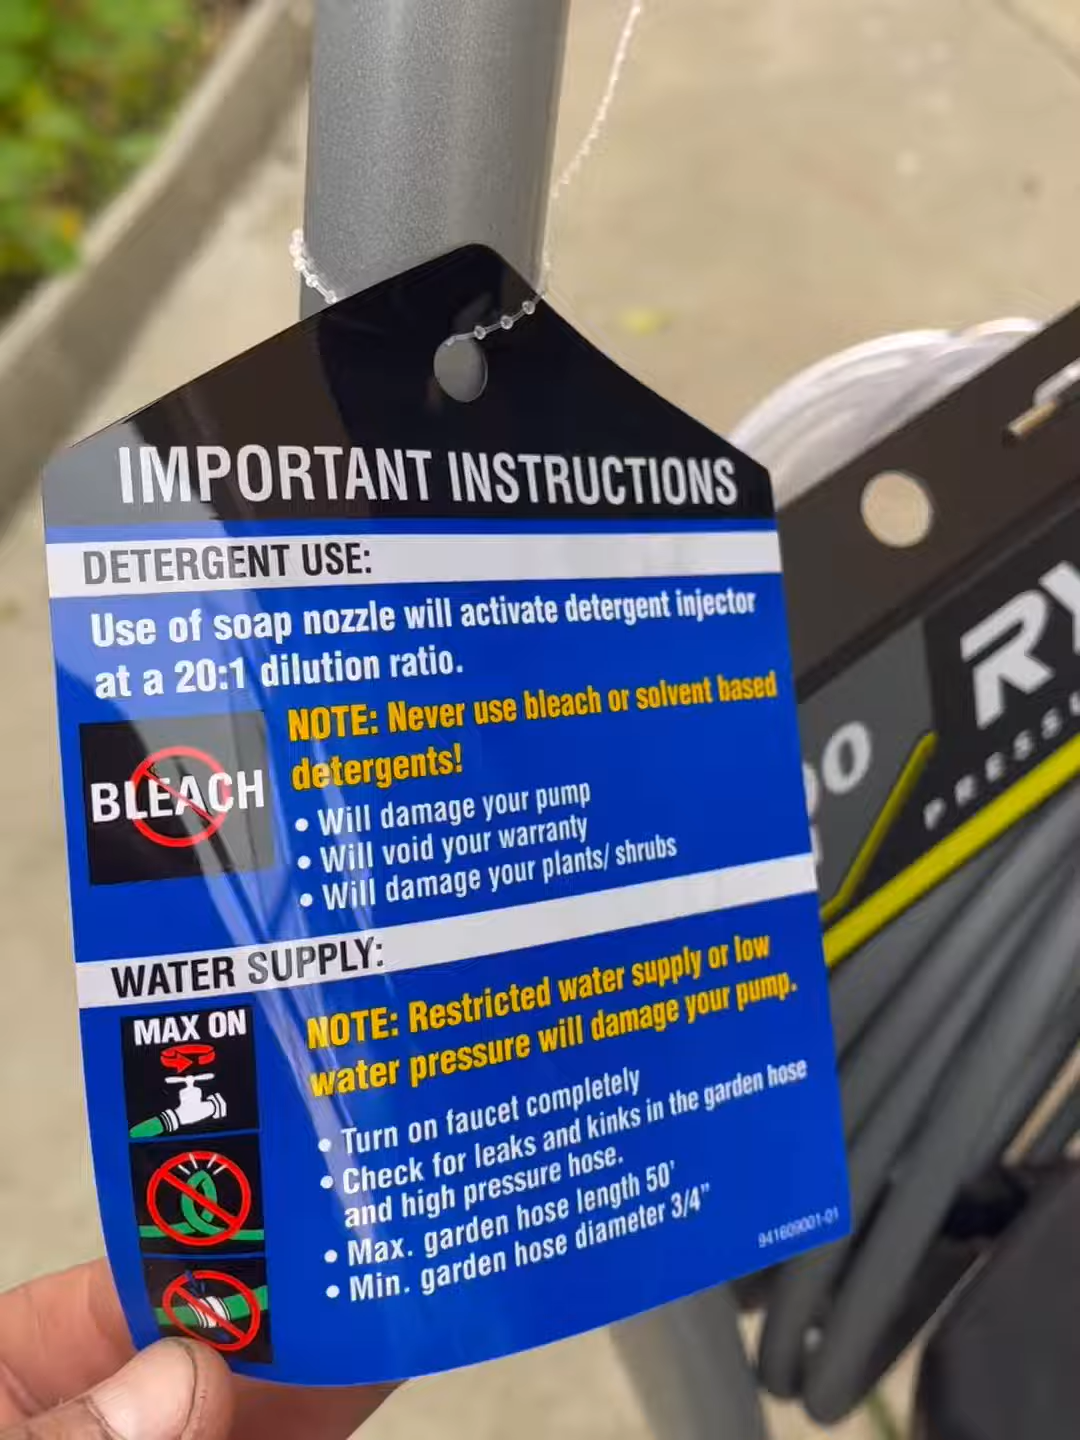 IMPORTANT INSTRUCTIONS
DETERGENT USE:
Use of soap nozzle will activate detergent injector
at a 20:1 dilution ratio.
BLEACH
NOTE: Never use bleach or solvent based
detergents!
• Will damage your pump
• Will void your warranty
• Will damage your plants/ shrubs
WATER SUPPLY:
MAX ON
NOTE: Restricted water supply or low
water pressure will damage your pump.
• Turn on faucet completely
• Check for leaks and kinks in the garden hose
and high pressure hose.
• Max. garden hose length 50'
• Min. garden hose diameter 3/4"
941609001-01
RY
PRESSU